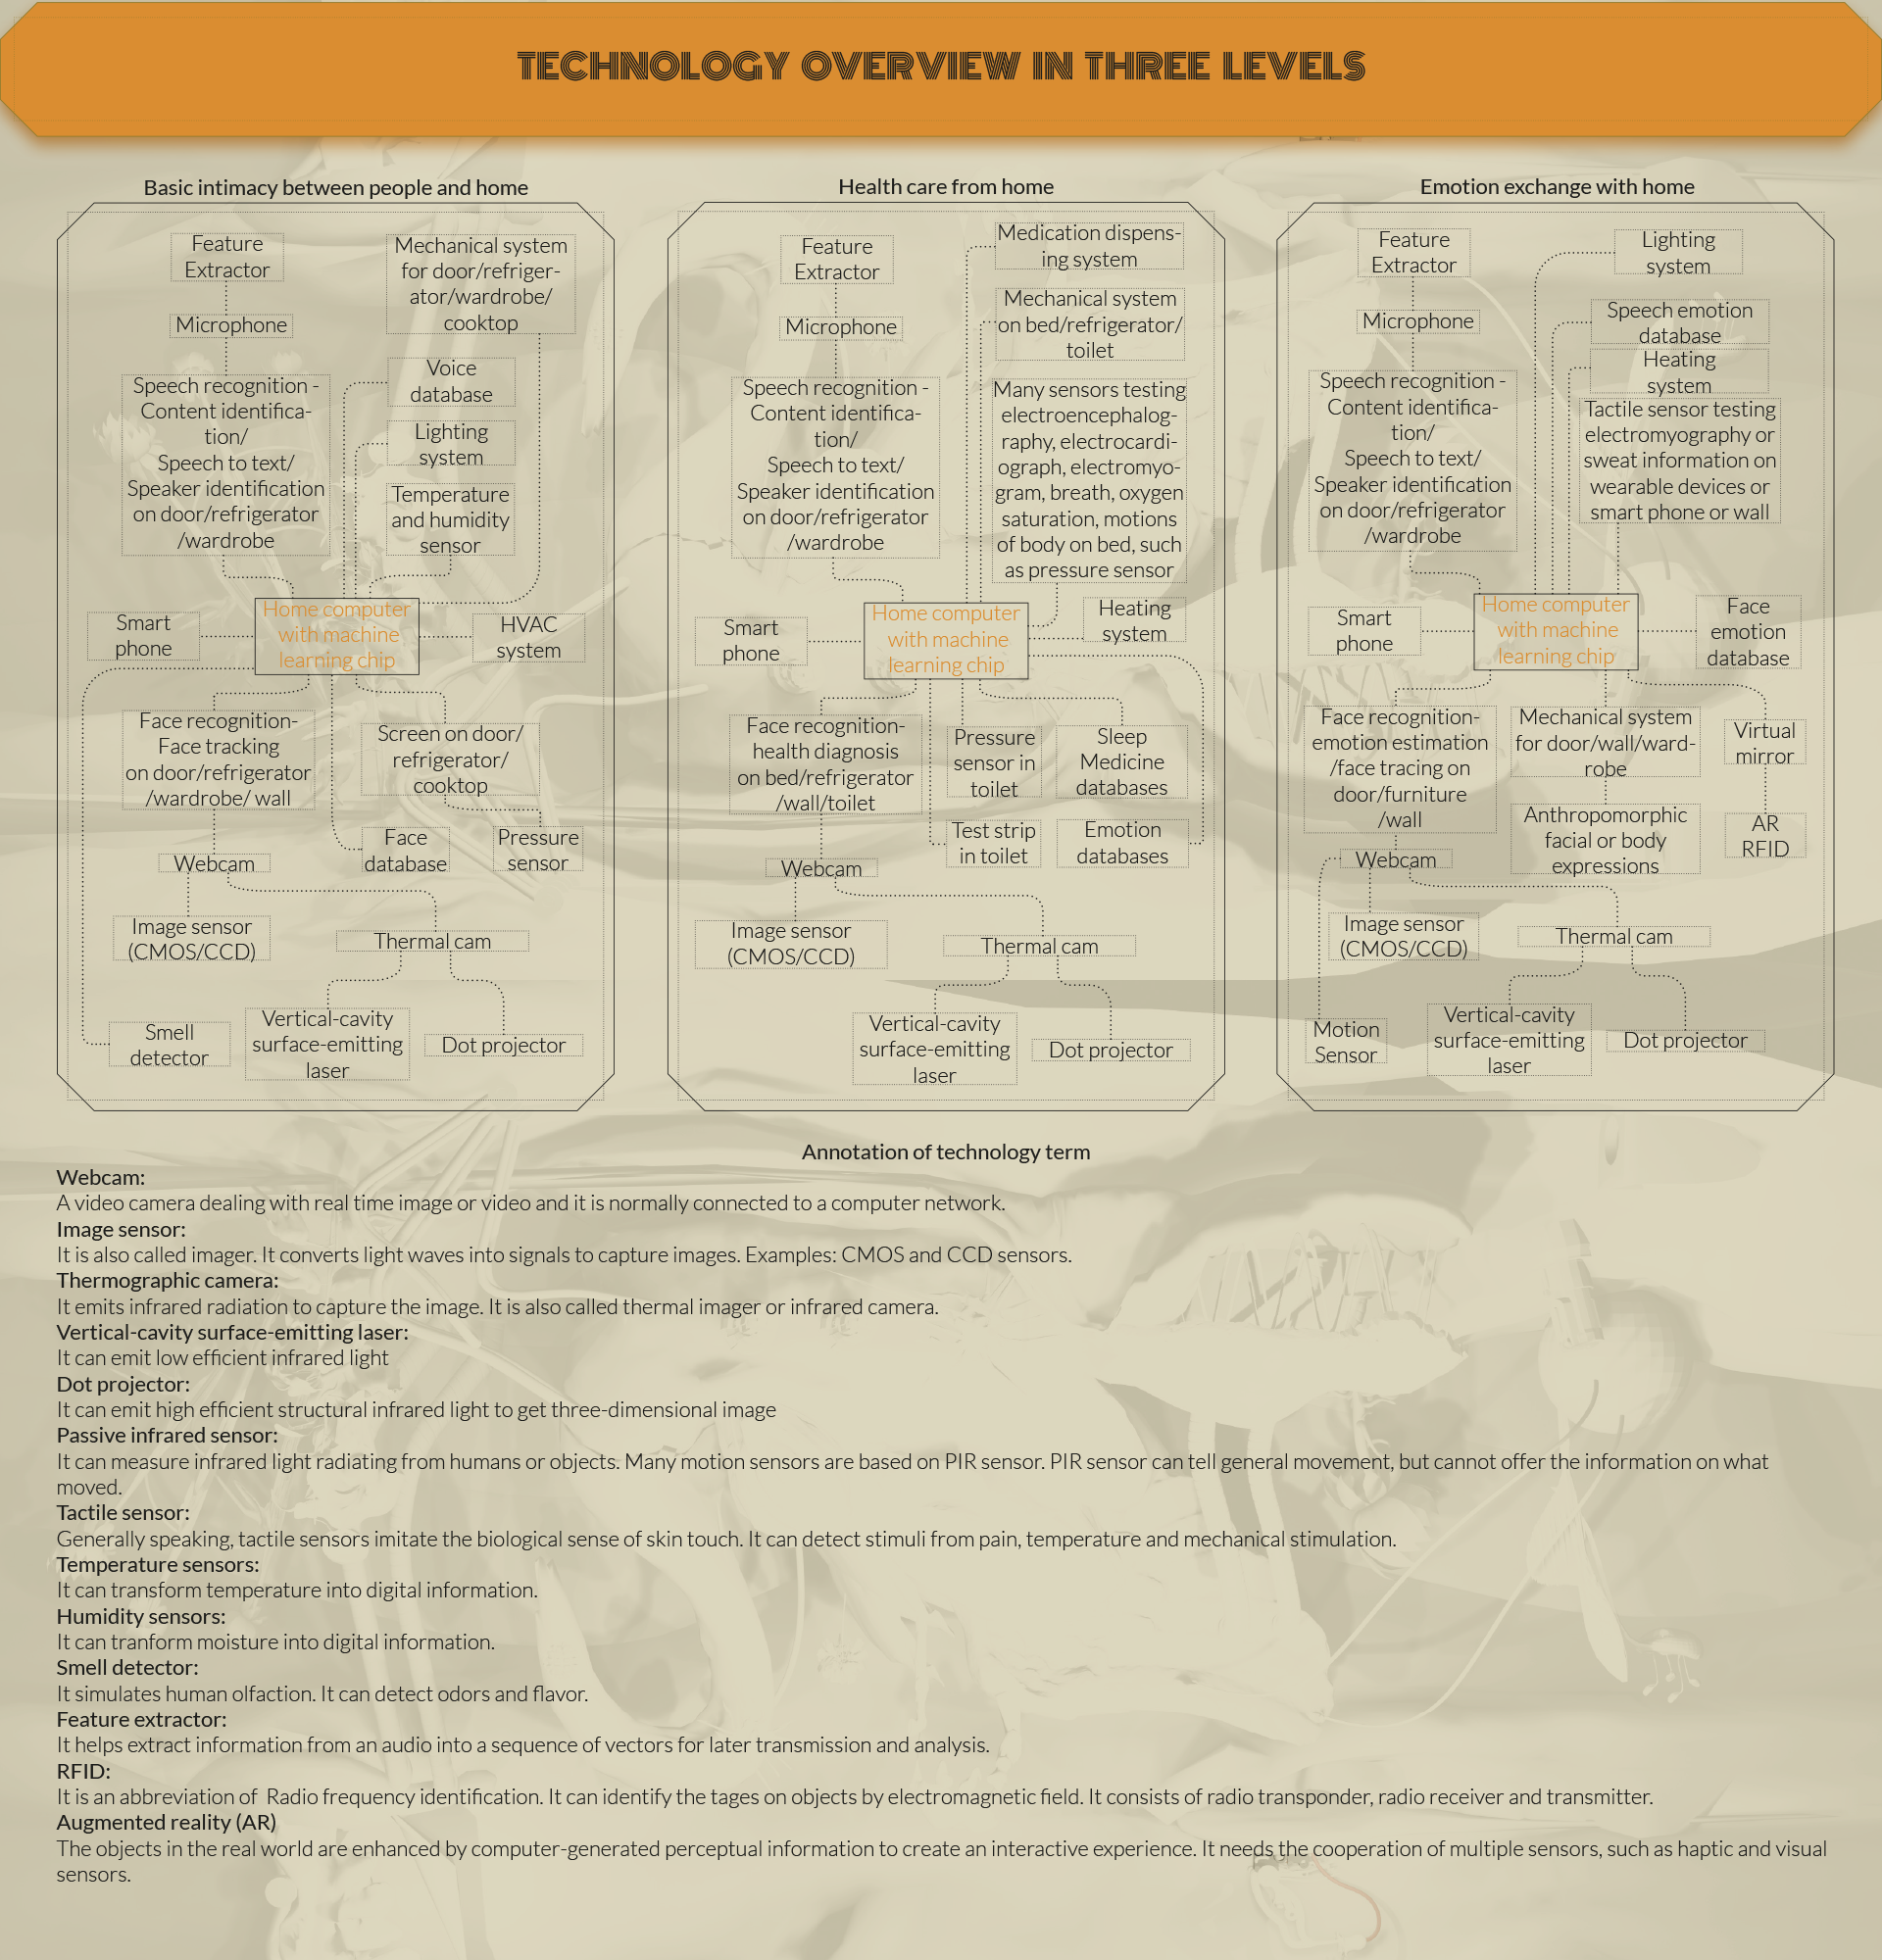 TECHNOLOGY OVERVIEW IN THREE LEVELS
Basic intimacy between people and home
Feature
Extractor
Mechanical system
for door/refriger-
ator/wardrobe/
cooktop
Microphone
Voice
database
Speech recognition -
Content identifica-
tion/
Speech to text/
Speaker identification
on door/refrigerator
/wardrobe
Lighting
system
Temperature
and humidity
sensor
Smart
phone
Home computer
with machine
learning chip
HVAC
system
Face recognition-
Face tracking
on door/refrigerator
/wardrobe/ wall
Screen on door/
refrigerator/
cooktop
Webcam
Face
database
Pressure
sensor
Image sensor
(CMOS/CCD)
Thermal cam
Smell
detector
Vertical-cavity
surface-emitting
laser
Dot projector
Health care from home
Feature
Extractor
Medication dispens-
ing system
Microphone
Mechanical system
on bed/refrigerator/
toilet
Speech recognition -
Content identifica-
tion/
Speech to text/
Speaker identification
on door/refrigerator
/wardrobe
Many sensors testing
electroencephalog-
raphy, electrocardi-
ograph, electromyo-
gram, breath, oxygen
saturation, motions
of body on bed, such
as pressure sensor
Smart
phone
Home computer
with machine
learning chip
Heating
system
Face recognition-
health diagnosis
on bed/refrigerator
/wall/toilet
Pressure
sensor in
toilet
Sleep
Medicine
databases
Webcam
Test strip
in toilet
Emotion
databases
Image sensor
(CMOS/CCD)
Thermal cam
Vertical-cavity
surface-emitting
laser
Dot projector
Emotion exchange with home
Feature
Extractor
Lighting
system
Microphone
Speech emotion
database
Heating
system
Speech recognition -
Content identifica-
tion/
Speech to text/
Speaker identification
on door/refrigerator
/wardrobe
Tactile sensor testing
electromyography or
sweat information on
wearable devices or
smart phone or wall
Smart
phone
Home computer
with machine
learning chip
Face
emotion
database
Face recognition-
emotion estimation
/face tracing on
door/furniture
/wall
Mechanical system
for door/wall/ward-
robe
Virtual
mirror
Webcam
Anthropomorphic
facial or body
expressions
AR
RFID
Image sensor
(CMOS/CCD)
Thermal cam
Motion
Sensor
Vertical-cavity
surface-emitting
laser
Dot projector
Annotation of technology term
Webcam:
A video camera dealing with real time image or video and it is normally connected to a computer network.
Image sensor:
It is also called imager. It converts light waves into signals to capture images. Examples: CMOS and CCD sensors.
Thermographic camera:
It emits infrared radiation to capture the image. It is also called thermal imager or infrared camera.
Vertical-cavity surface-emitting laser:
It can emit low efficient infrared light
Dot projector:
It can emit high efficient structural infrared light to get three-dimensional image
Passive infrared sensor:
It can measure infrared light radiating from humans or objects. Many motion sensors are based on PIR sensor. PIR sensor can tell general movement, but cannot offer the information on what
moved.
Tactile sensor:
Generally speaking, tactile sensors imitate the biological sense of skin touch. It can detect stimuli from pain, temperature and mechanical stimulation.
Temperature sensors:
It can transform temperature into digital information.
Humidity sensors:
It can tranform moisture into digital information.
Smell detector:
It simulates human olfaction. It can detect odors and flavor.
Feature extractor:
It helps extract information from an audio into a sequence of vectors for later transmission and analysis.
RFID:
It is an abbreviation of  Radio frequency identification. It can identify the tages on objects by electromagnetic field. It consists of radio transponder, radio receiver and transmitter.
Augmented reality (AR)
The objects in the real world are enhanced by computer-generated perceptual information to create an interactive experience. It needs the cooperation of multiple sensors, such as haptic and visual
sensors.